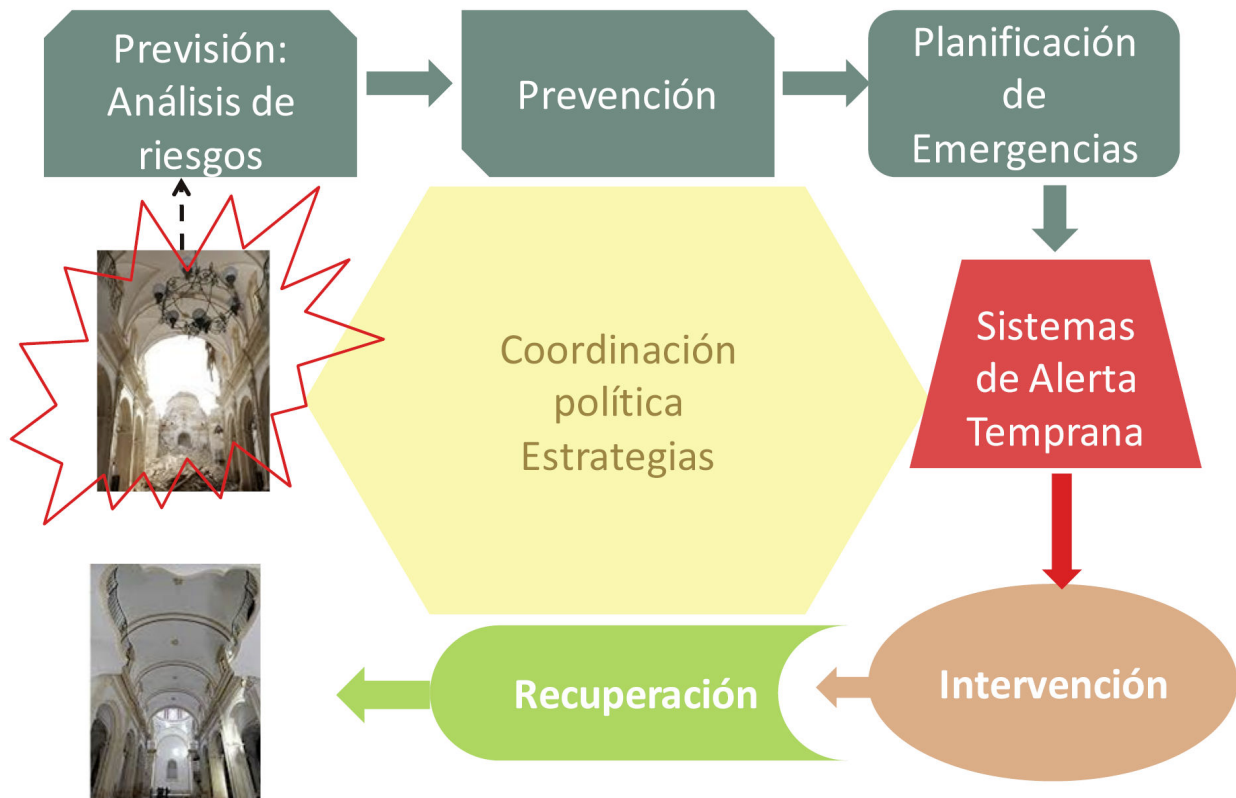 Previsión:
Análisis de
riesgos
Prevención
Planificación
de
Emergencias
Coordinación
política
Estrategias
Sistemas
de Alerta
Temprana
Recuperación
Intervención